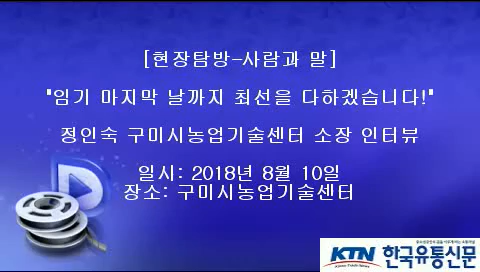 [현장탐방-사람과 말]
"임기 마지막 날까지 최선을 다하겠습니다!"
정인숙 구미시농업기술센터 소장 인터뷰
일시: 2018년 8월 10일
장소: 구미시농업기술센터
KTN 한국유통신문